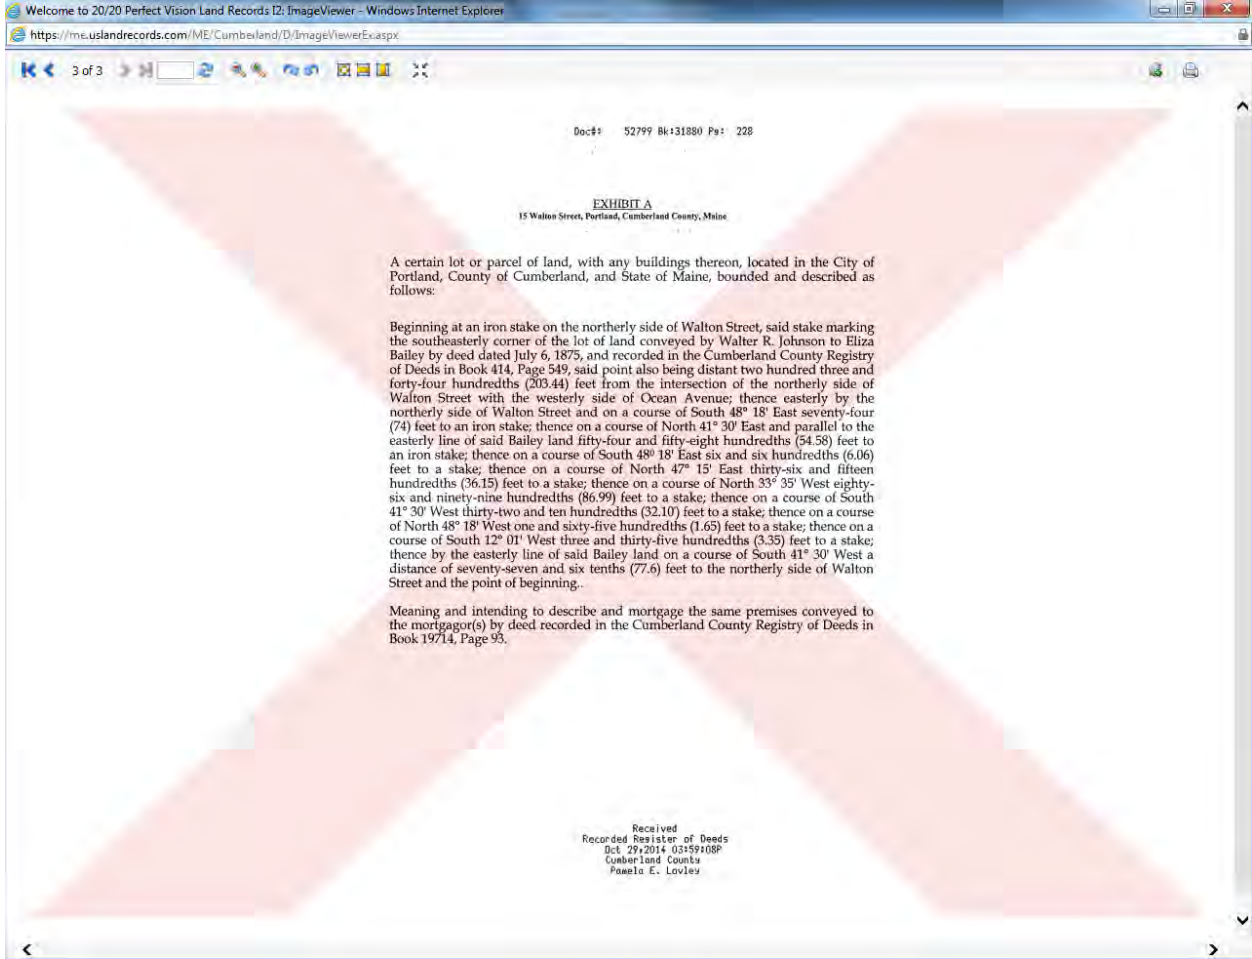 Welcome to 20/20 Perfect Vision Land Records I2: ImageViewer - Windows Internet Explorer
https://me.uslandrecords.com/ME/Cumberland/D/ImageViewerEx.aspx
3 of 3
Doc#: 52799 Bk:31880 Pg: 228
EXHIBIT A
15 Walton Street, Portland, Cumberland County, Maine
A certain lot or parcel of land, with any buildings thereon, located in the City of
Portland, County of Cumberland, and State of Maine, bounded and described as
follows:
Beginning at an iron stake on the northerly side of Walton Street, said stake marking
the southeasterly corner of the lot of land conveyed by Walter R. Johnson to Eliza
Bailey by deed dated July 6, 1875, and recorded in the Cumberland County Registry
of Deeds in Book 414, Page 549, said point also being distant two hundred three and
forty-four hundredths (203.44) feet from the intersection of the northerly side of
Walton Street with the westerly side of Ocean Avenue; thence easterly by the
northerly side of Walton Street and on a course of South 48° 18' East seventy-four
(74) feet to an iron stake; thence on a course of North 41° 30' East and parallel to the
easterly line of said Bailey land fifty-four and fifty-eight hundredths (54.58) feet to
an iron stake; thence on a course of South 48⁰ 18' East six and six hundredths (6.06)
feet to a stake; thence on a course of North 47° 15' East thirty-six and fifteen
hundredths (36.15) feet to a stake; thence on a course of North 33° 35' West eighty-
six and ninety-nine hundredths (86.99) feet to a stake; thence on a course of South
41° 30' West thirty-two and ten hundredths (32.10') feet to a stake; thence on a course
of North 48° 18' West one and sixty-five hundredths (1.65) feet to a stake; thence on a
course of South 12° 01' West three and thirty-five hundredths (3.35) feet to a stake;
thence by the easterly line of said Bailey land on a course of South 41° 30' West a
distance of seventy-seven and six tenths (77.6) feet to the northerly side of Walton
Street and the point of beginning..
Meaning and intending to describe and mortgage the same premises conveyed to
the mortgagor(s) by deed recorded in the Cumberland County Registry of Deeds in
Book 19714, Page 93.
Received
Recorded Register of Deeds
Oct 29,2014 03:59:08P
Cumberland County
Pamela E. Lovley